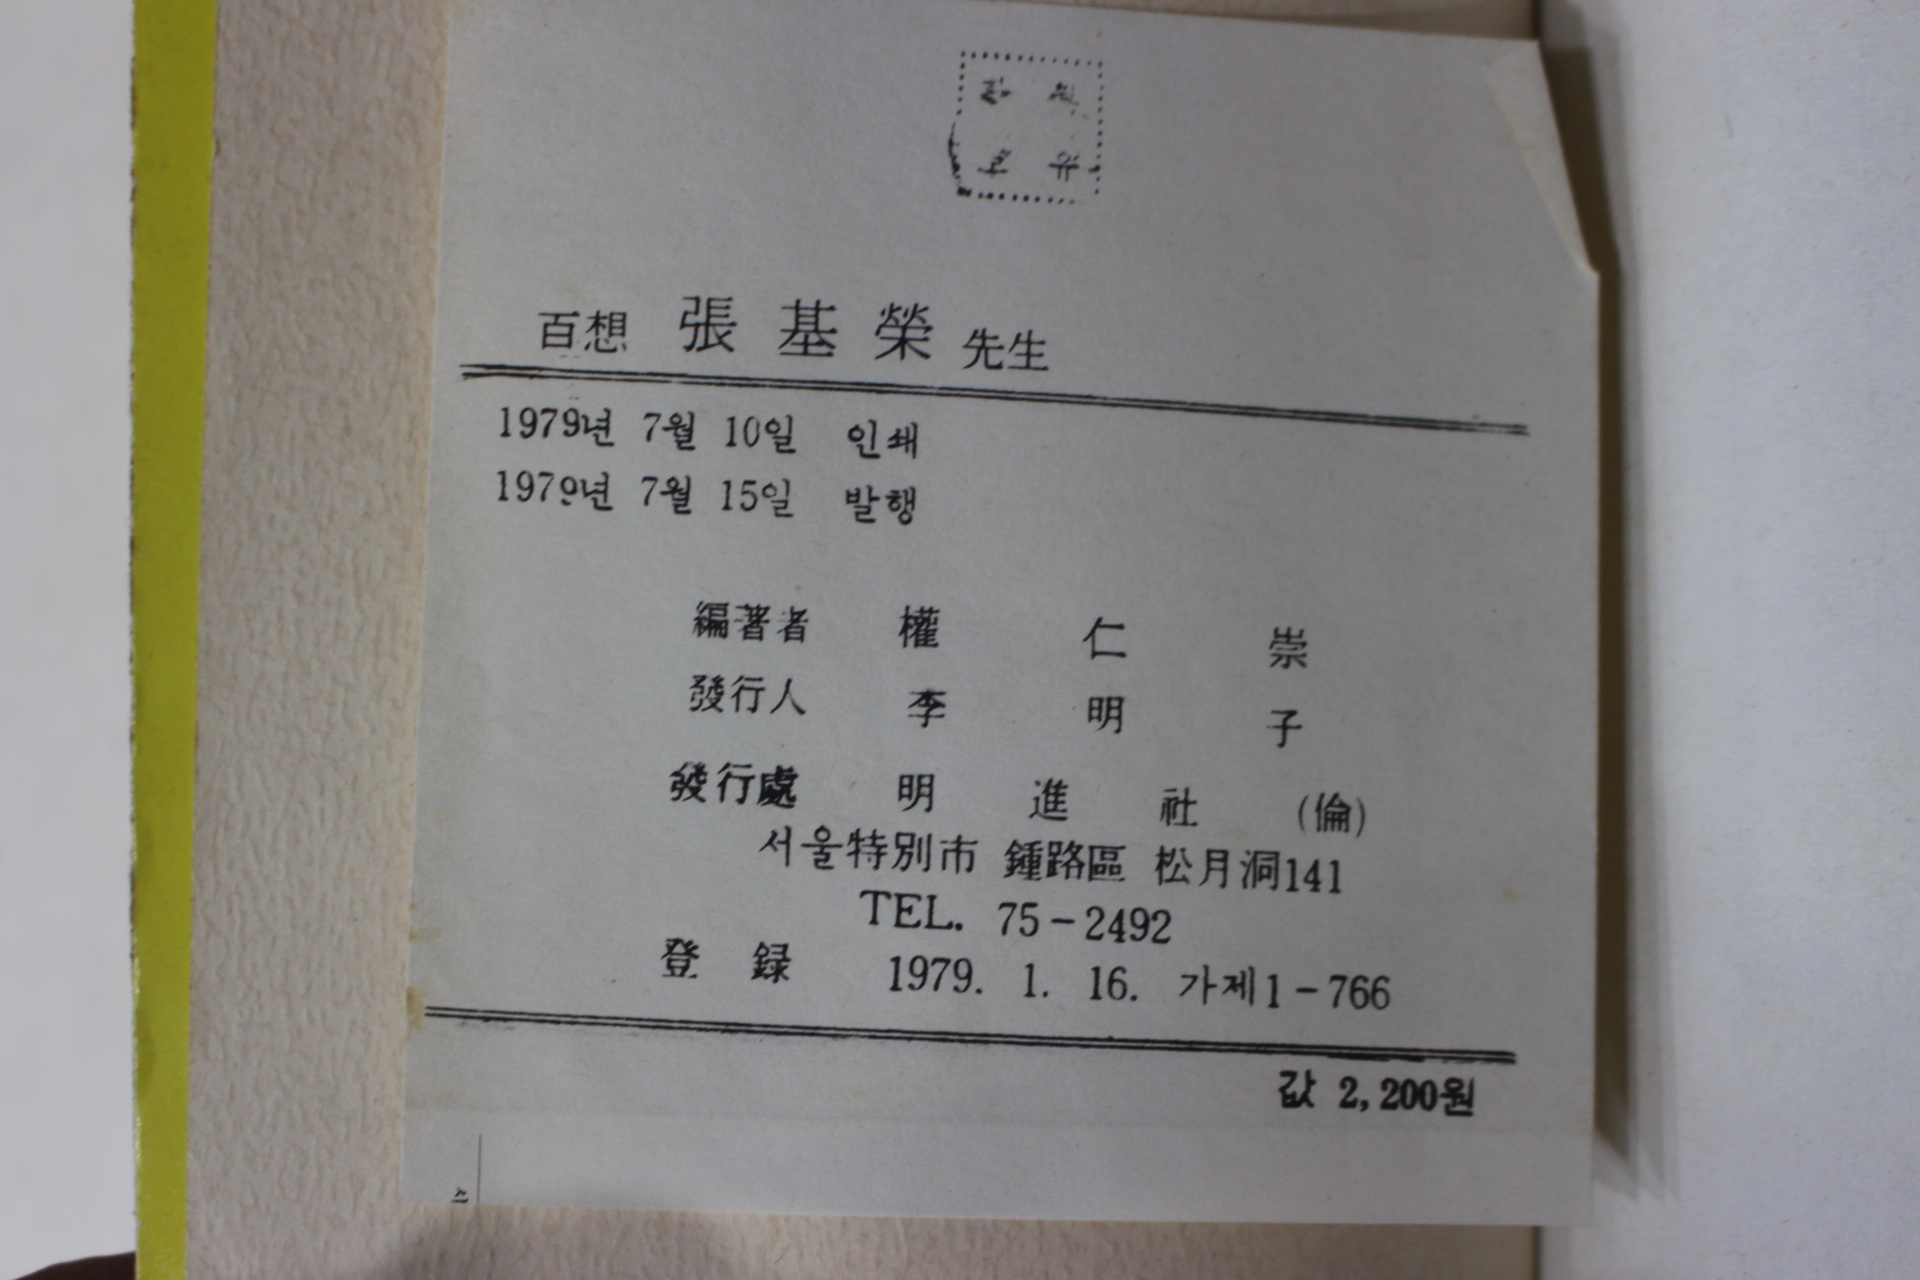 百想 張基榮 先生
1979년 7월 10일 인쇄
1979년 7월 15일 발행
編著者 權仁崇
發行人 李明子
發行處 明進社 (倫)
서울特別市 鍾路區 松月洞141
TEL. 75-2492
登錄 1979. 1. 16. 가제1-766
값 2,200원